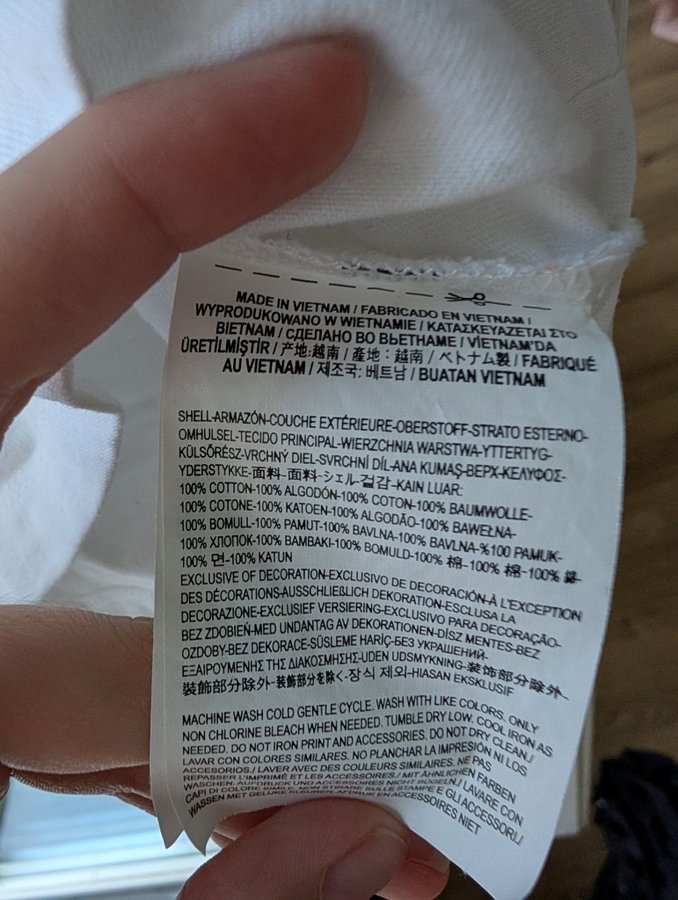 MADE IN VIETNAM / FABRICADO EN VIETNAM /
WYPRODUKOWANO W WIETNAMIE / ΚΑΤΑΣΚΕΥΑΖΕΤΑΙ ΣΤΟ
ΒΙΕΤΝΑΜ / СДЕЛАНО ВО ВЬЕТНАМЕ / VİETNAM'DA
ÜRETİLMİŞTİR / 产地:越南 / 產地：越南 / ベトナム製 / FABRIQUÉ
AU VIETNAM / 제조국: 베트남 / BUATAN VIETNAM
SHELL-ARMAZÓN-COUCHE EXTÉRIEURE-OBERSTOFF-STRATO ESTERNO-
OMHULSEL-TECIDO PRINCIPAL-WIERZCHNIA WARSTWA-YTTERTYG-
KÜLSŐRÉSZ-VRCHNÝ DIEL-SVRCHNÍ DÍL-ANA KUMAŞ-ВЕРХ-ΚΕΛΥΦΟΣ-
YDERSTYKKE-面料-面料-シェル-겉감-KAIN LUAR:
100% COTTON-100% ALGODÓN-100% COTON-100% BAUMWOLLE-
100% COTONE-100% KATOEN-100% ALGODÃO-100% BAWEŁNA-
100% BOMULL-100% PAMUT-100% BAVLNA-100% BAVLNA-%100 PAMUK-
100% ХЛОПОК-100% ΒΑΜΒΑΚΙ-100% BOMULD-100% 棉-100% 棉-100% 綿-
100% 면-100% KATUN
EXCLUSIVE OF DECORATION-EXCLUSIVO DE DECORACIÓN-À L'EXCEPTION
DES DÉCORATIONS-AUSSCHLIEßLICH DEKORATION-ESCLUSA LA
DECORAZIONE-EXCLUSIEF VERSIERING-EXCLUSIVO PARA DECORAÇÃO-
BEZ ZDOBIEŃ-MED UNDANTAG AV DEKORATIONEN-DÍSZ MENTES-BEZ
OZDOBY-BEZ DEKORACE-SÜSLEME HARİÇ-БЕЗ УКРАШЕНИЙ-
ΕΞΑΙΡΟΥΜΕΝΗΣ ΤΗΣ ΔΙΑΚΟΣΜΗΣΗΣ-UDEN UDSMYKNING-装饰部分除外-
裝飾部分除外-装飾部分を除く-장식 제외-HIASAN EKSKLUSIF
MACHINE WASH COLD GENTLE CYCLE. WASH WITH LIKE COLORS. ONLY
NON CHLORINE BLEACH WHEN NEEDED. TUMBLE DRY LOW. COOL IRON AS
NEEDED. DO NOT IRON PRINT AND ACCESSORIES. DO NOT DRY CLEAN./
LAVAR CON COLORES SIMILARES. NO PLANCHAR LA IMPRESIÓN NI LOS
ACCESORIOS./ LAVER AVEC DES COULEURS SIMILAIRES. NE PAS
REPASSER L'IMPRIMÉ ET LES ACCESSOIRES./ MIT ÄHNLICHEN FARBEN
WASCHEN. AUFDRUCK UND ACCESSOIRES NICHT BÜGELN./ LAVARE CON
CAPI DI COLORE SIMILE. NON STIRARE SULLE STAMPE E GLI ACCESSORI./
WASSEN MET GELIJKE KLEUREN. AFDRUK EN ACCESSOIRES NIET